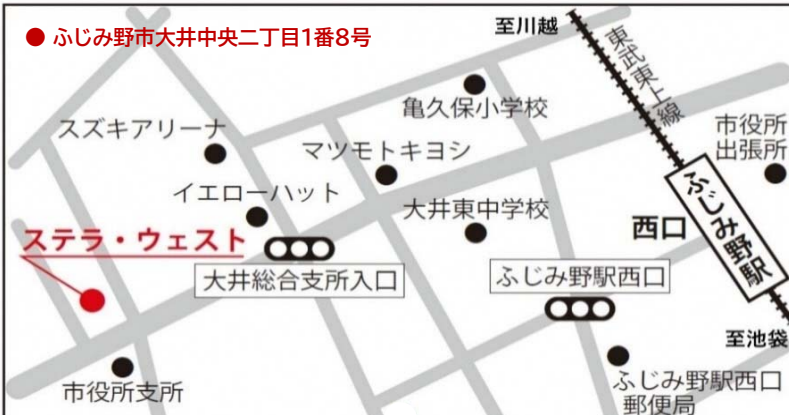 ● ふじみ野市大井中央二丁目1番8号
至川越
東武東上線
亀久保小学校
スズキアリーナ
マツモトキヨシ
市役所
出張所
イエローハット
大井東中学校
西口
ふじみ野駅
ステラ・ウェスト
大井総合支所入口
ふじみ野駅西口
至池袋
市役所支所
ふじみ野駅西口
郵便局